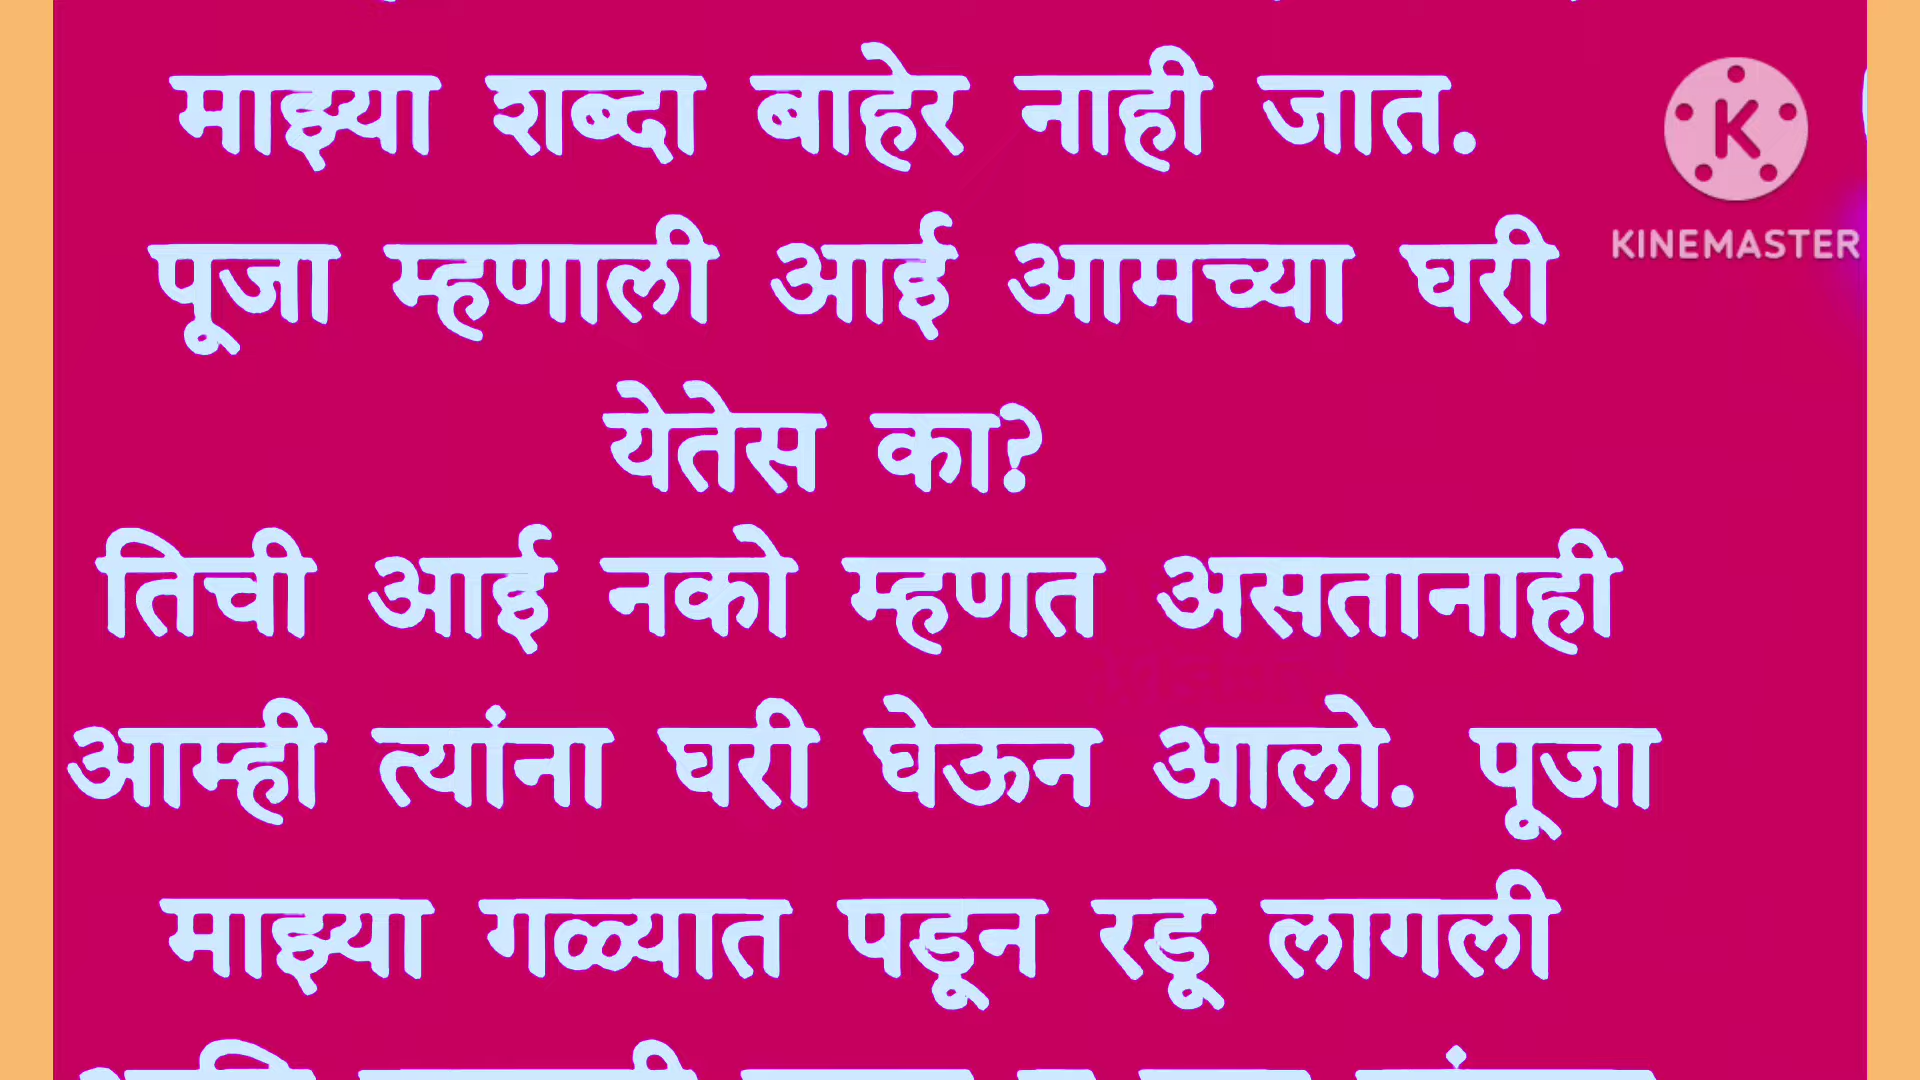 माझ्या शब्दा बाहेर नाही जात.
पूजा म्हणाली आई आमच्या घरी
येतेस का?
तिची आई नको म्हणत असतानाही
आम्ही त्यांना घरी घेऊन आलो. पूजा
माझ्या गळ्यात पडून रडू लागली
K
KINEMASTER